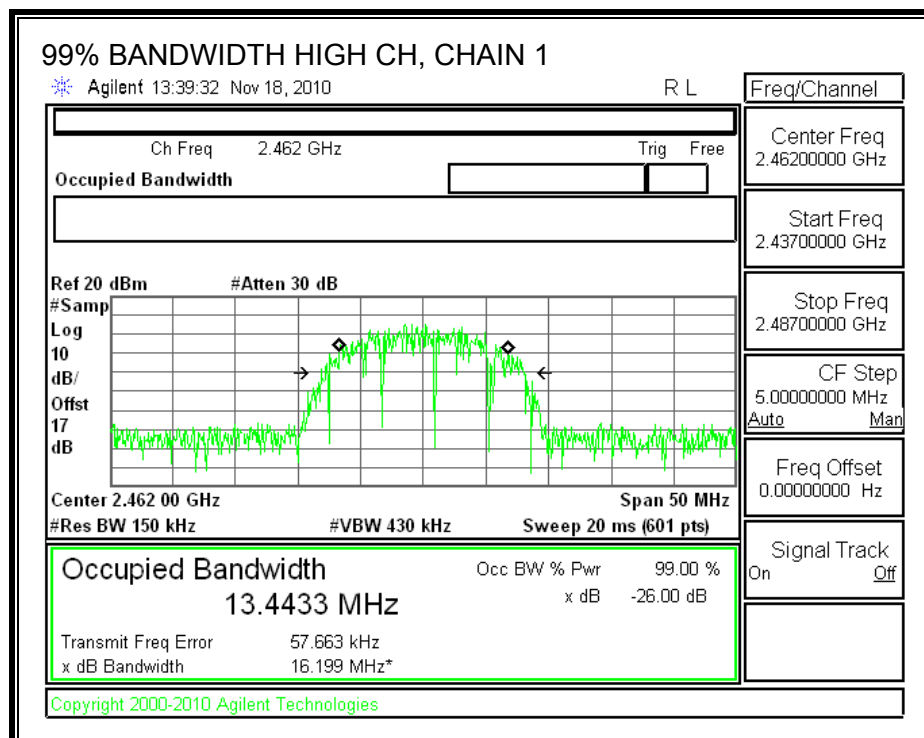 99% BANDWIDTH HIGH CH, CHAIN 1
Agilent 13:39:32 Nov 18, 2010 R L
Freq/Channel
Ch Freq 2.462 GHz Trig Free
Occupied Bandwidth
Center Freq
2.46200000 GHz
Start Freq
2.43700000 GHz
Stop Freq
2.48700000 GHz
CF Step
5.00000000 MHz
Auto Man
Freq Offset
0.00000000 Hz
Signal Track
On Off
Ref 20 dBm #Atten 30 dB
#Samp
Log
10
dB/
Offst
17
dB
Center 2.462 00 GHz Span 50 MHz
#Res BW 150 kHz #VBW 430 kHz Sweep 20 ms (601 pts)
Occupied Bandwidth Occ BW % Pwr 99.00 %
13.4433 MHz x dB -26.00 dB
Transmit Freq Error 57.663 kHz
x dB Bandwidth 16.199 MHz*
Copyright 2000-2010 Agilent Technologies